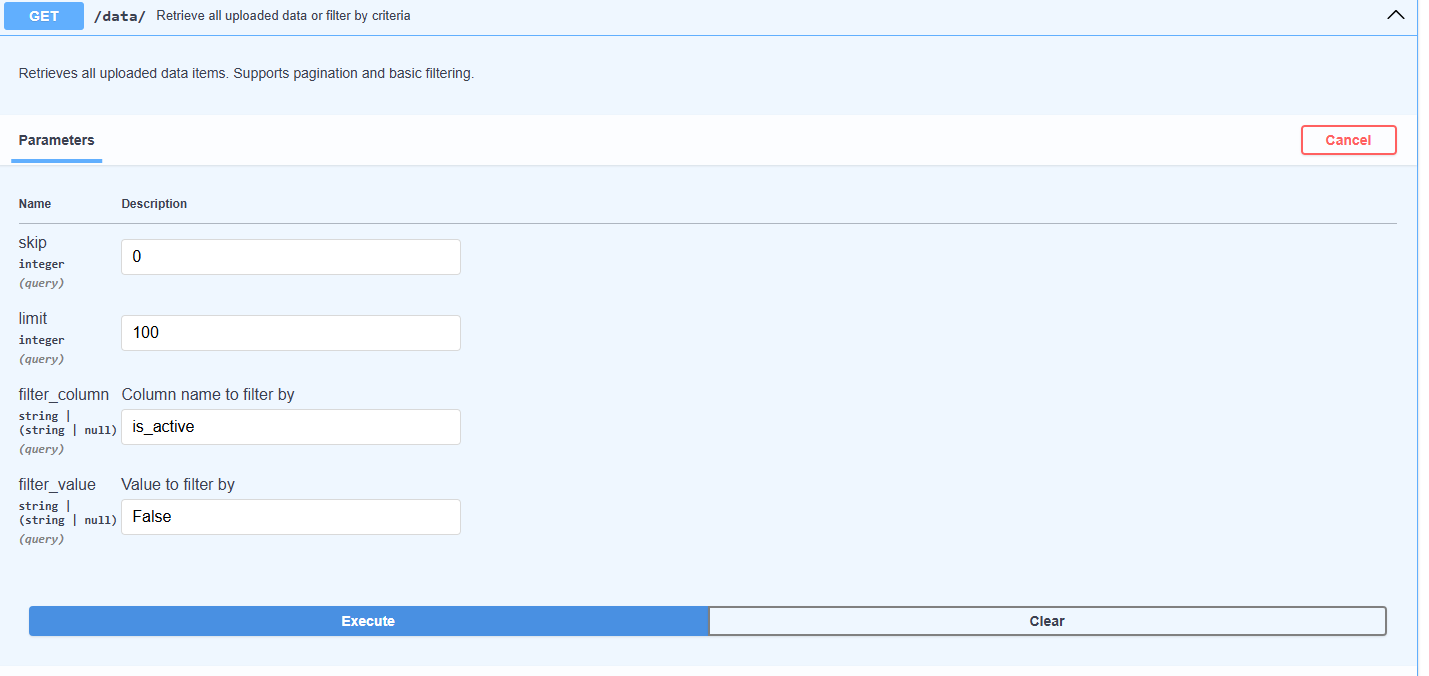 GET /data/ Retrieve all uploaded data or filter by criteria
Retrieves all uploaded data items. Supports pagination and basic filtering.
Parameters
Cancel
Name Description
skip
integer
(query)
0
limit
integer
(query)
100
filter_column
string |
(string | null)
(query)
Column name to filter by
is_active
filter_value
string |
(string | null)
(query)
Value to filter by
False
Execute
Clear